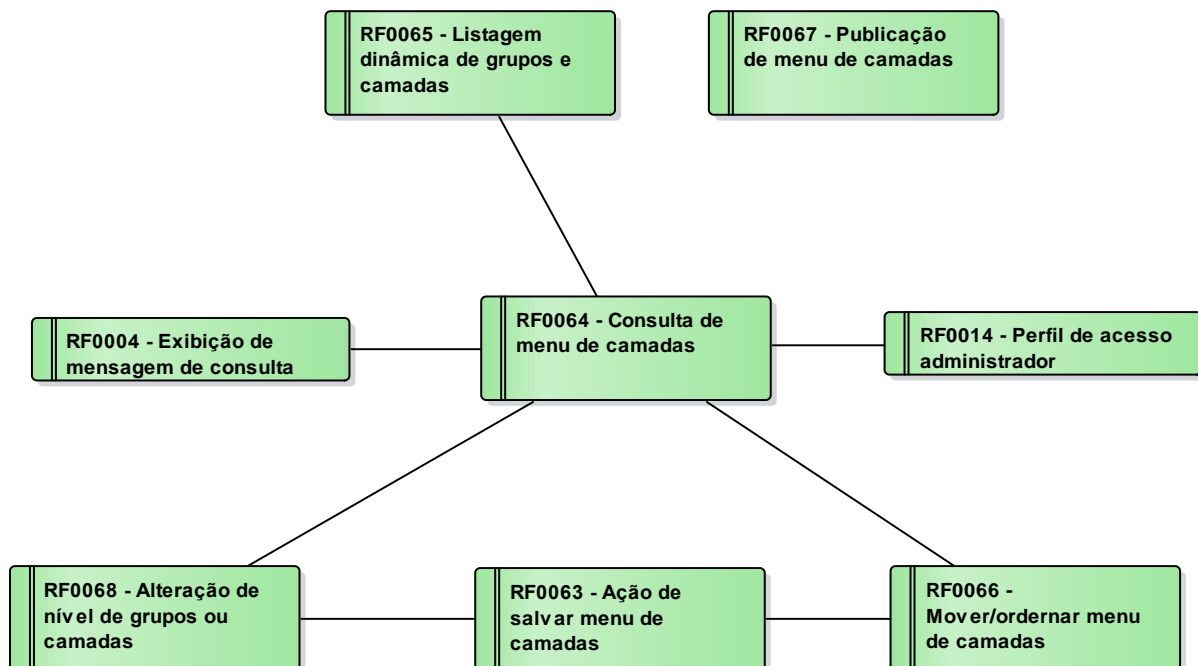 RF0065 - Listagem
dinâmica de grupos e
camadas
RF0067 - Publicação
de menu de camadas
RF0004 - Exibição de
mensagem de consulta
RF0064 - Consulta de
menu de camadas
RF0014 - Perfil de acesso
administrador
RF0068 - Alteração de
nível de grupos ou
camadas
RF0063 - Ação de
salvar menu de
camadas
RF0066 -
Mover/ordernar menu
de camadas